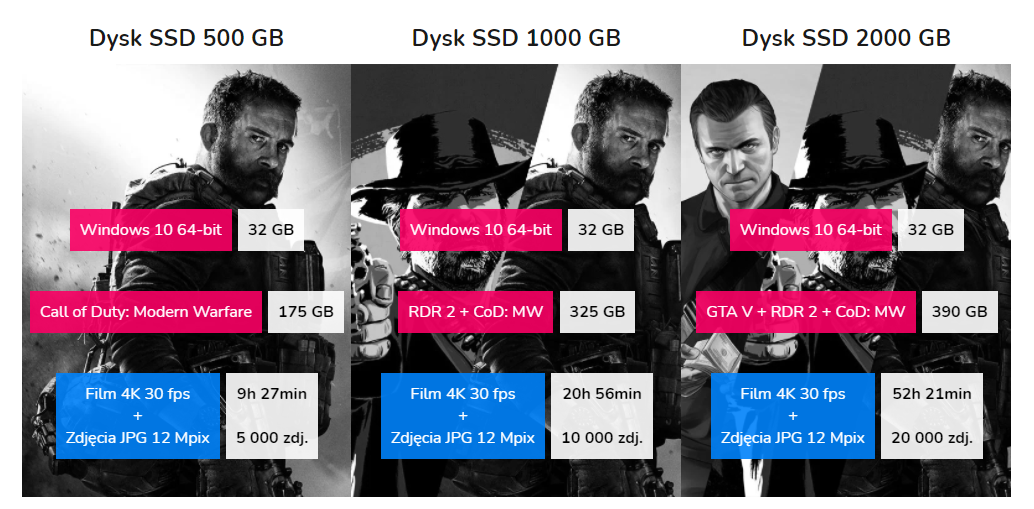 Dysk SSD 500 GB
Windows 10 64-bit
32 GB
Call of Duty: Modern Warfare
175 GB
Film 4K 30 fps
+
Zdjęcia JPG 12 Mpix
9h 27min
5 000 zdj.
Dysk SSD 1000 GB
Windows 10 64-bit
32 GB
RDR 2 + CoD: MW
325 GB
Film 4K 30 fps
+
Zdjęcia JPG 12 Mpix
20h 56min
10 000 zdj.
Dysk SSD 2000 GB
Windows 10 64-bit
32 GB
GTA V + RDR 2 + CoD: MW
390 GB
Film 4K 30 fps
+
Zdjęcia JPG 12 Mpix
52h 21min
20 000 zdj.